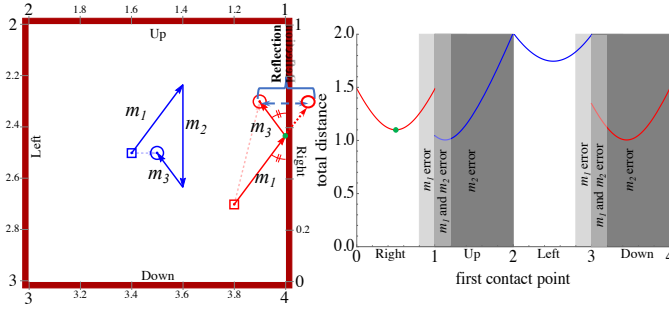 2 1.8 1.6 1.4 1.2 1
Up
Reflection
2.2
2.4
2.6
2.8
Left
Right
0.2
m1
m2
m3
m3
m1
Down
3 0
3 3.2 3.4 3.6 3.8 4
total distance
2.0
1.5
1.0
0.5
0.0
m1 error
m1 and m2 error
m2 error
m1 error
m1 and m2 error
m2 error
0 Right 1 Up 2 Left 3 Down 4
first contact point